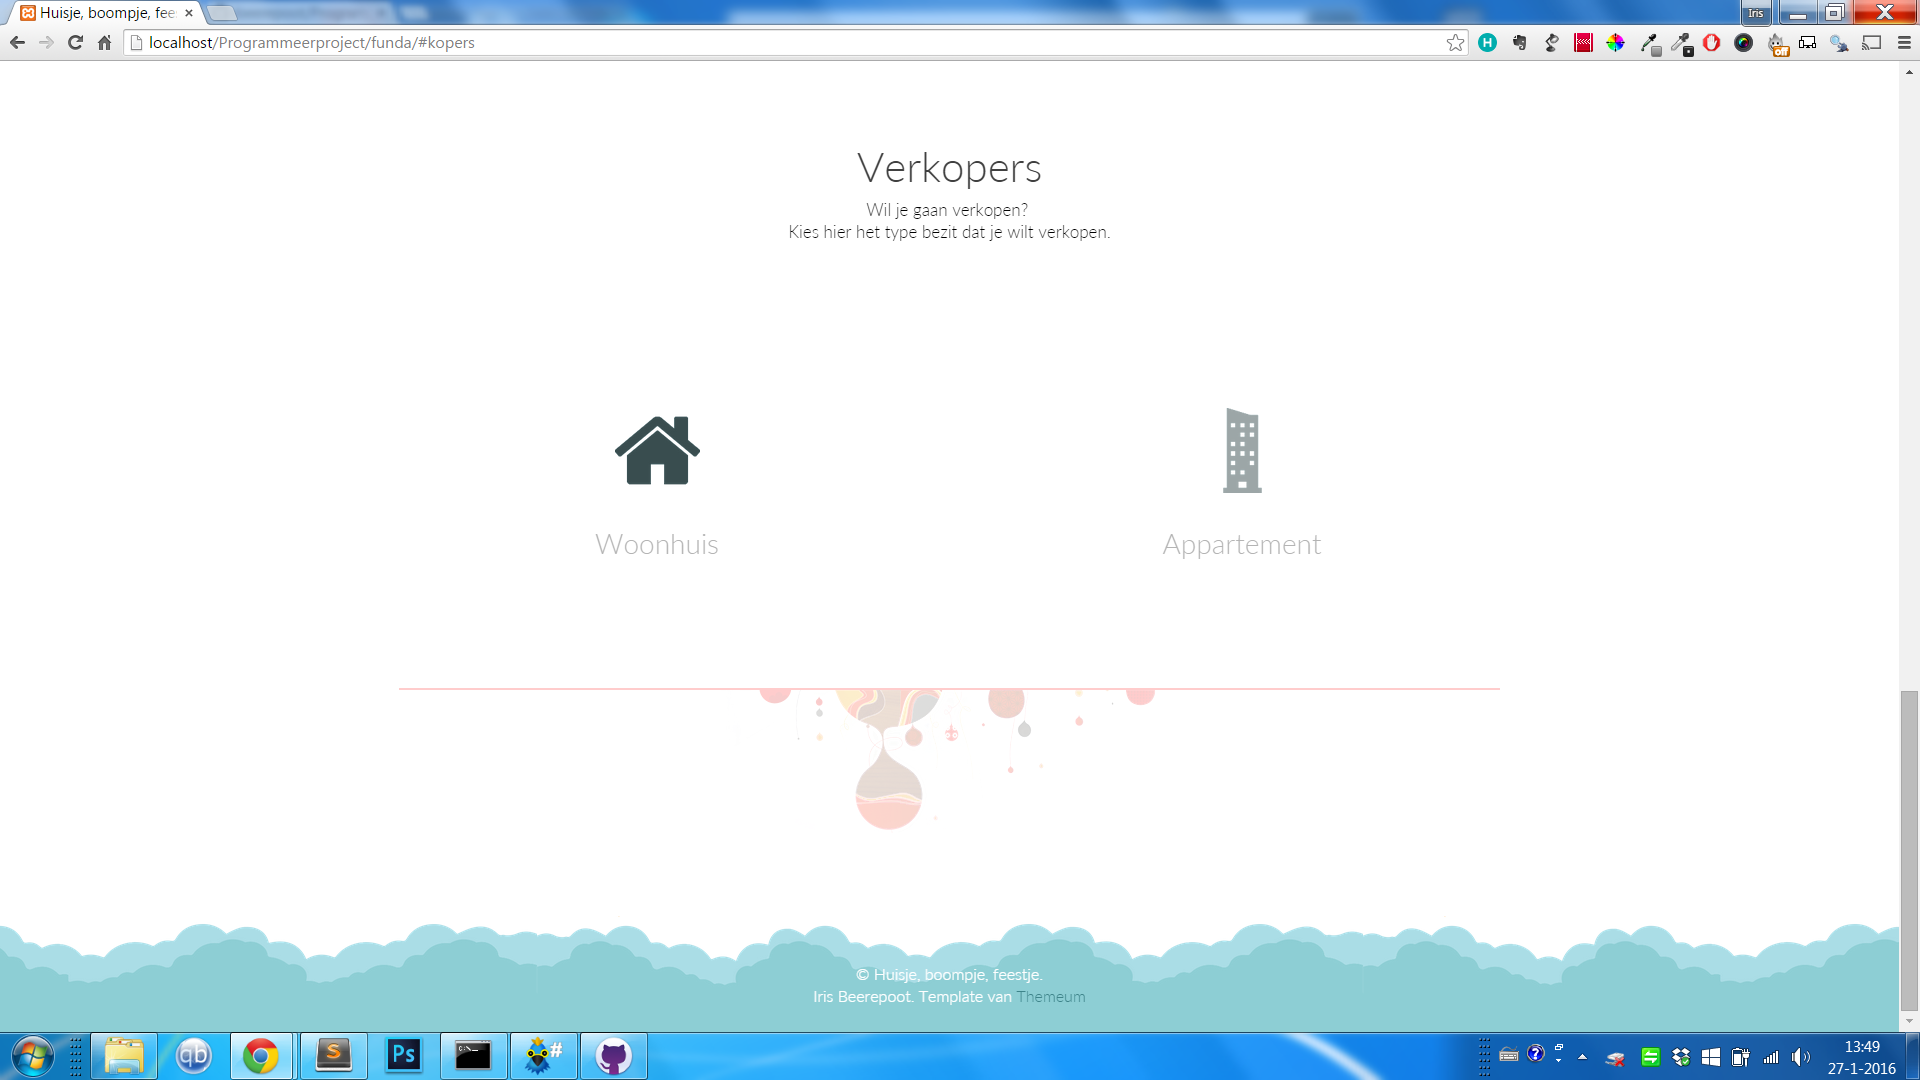 Huisje, boompje, fee
Iris
localhost/Programmeerproject/funda/#kopers
H
off
Verkopers
Wil je gaan verkopen?
Kies hier het type bezit dat je wilt verkopen.
Woonhuis
Appartement
© Huisje, boompje, feestje.
Iris Beerepoot. Template van Themeum
qb
S
Ps
C:\_
#
?
13:49
27-1-2016